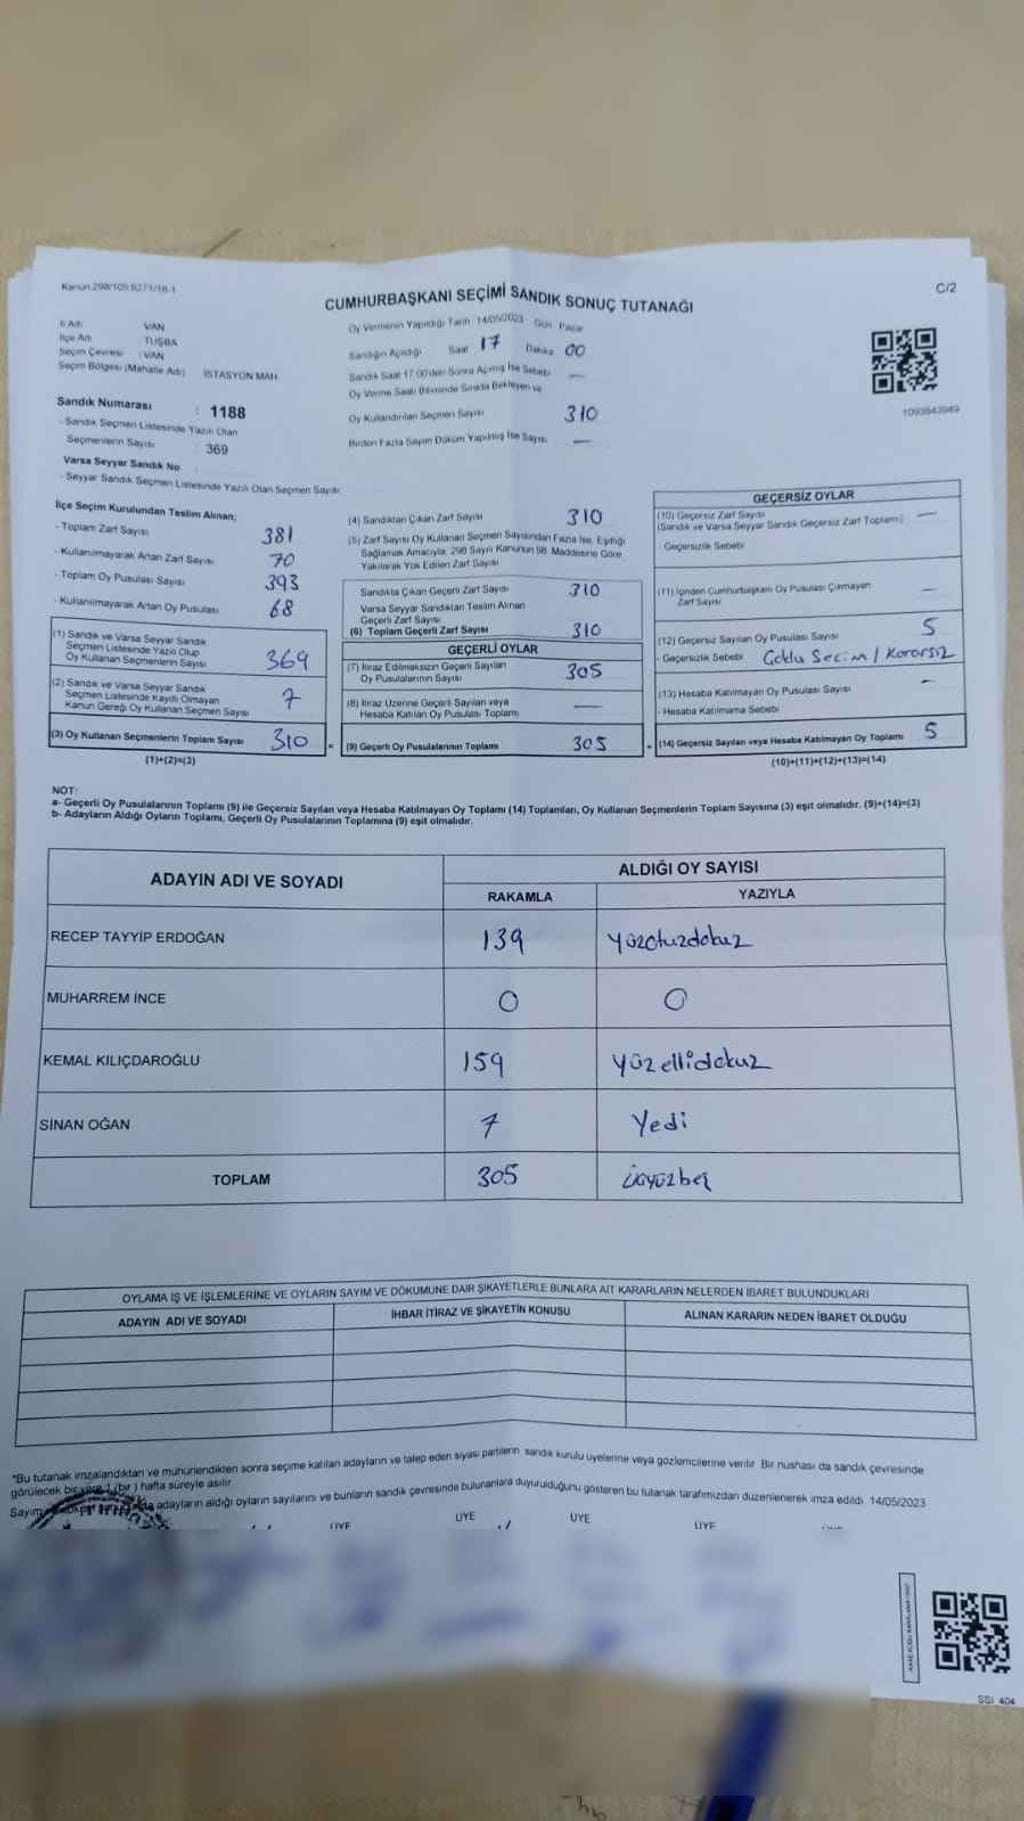 Kanun:298/105
C/2
CUMHURBAŞKANI SEÇİMİ SANDIK SONUÇ TUTANAĞI
İl Adı VAN
İlçe Adı TUŞBA
Seçim Çevresi : VAN
Seçim Bölgesi (Mahalle Adı) İSTASYON MAH.
Oy Vermenin Yapıldığı Tarih 14/05/2023 Gün Pazar
Sandığın Açıldığı Saat 17 Dakika 00
Sandık Saat 17:00'den Sonra Açılmış İse Sebebi —
Oy Verme Saati Bitiminde Sırada Bekleyen ve
Oy Kullandırılan Seçmen Sayısı 310
Birden Fazla Sayım Döküm Yapılmış İse Sayısı —
1093843949
Sandık Numarası : 1188
- Sandık Seçmen Listesinde Yazılı Olan
Seçmenlerin Sayısı : 369
Varsa Seyyar Sandık No
- Seyyar Sandık Seçmen Listesinde Yazılı Olan Seçmen Sayısı
İlçe Seçim Kurulundan Teslim Alınan;
- Toplam Zarf Sayısı 381
- Kullanılmayarak Artan Zarf Sayısı 70
- Toplam Oy Pusulası Sayısı 393
- Kullanılmayarak Artan Oy Pusulası 68
(1) Sandık ve Varsa Seyyar Sandık
Seçmen Listesinde Yazılı Olup
Oy Kullanan Seçmenlerin Sayısı 369
(2) Sandık ve Varsa Seyyar Sandık
Seçmen Listesinde Kayıtlı Olmayan
Kanun Gereği Oy Kullanan Seçmen Sayısı 7
(3) Oy Kullanan Seçmenlerin Toplam Sayısı 310
(1)+(2)=(3)
(4) Sandıktan Çıkan Zarf Sayısı 310
(5) Zarf Sayısı Oy Kullanan Seçmen Sayısından Fazla İse, Eşitliği
Sağlamak Amacıyla, 298 Sayılı Kanunun 98. Maddesine Göre
Yakılarak Yok Edilen Zarf Sayısı
Sandıkta Çıkan Geçerli Zarf Sayısı 310
Varsa Seyyar Sandıktan Teslim Alınan
Geçerli Zarf Sayısı
(6) Toplam Geçerli Zarf Sayısı 310
GEÇERLİ OYLAR
(7) İtiraz Edilmeksizin Geçerli Sayılan
Oy Pusulalarının Sayısı 305
(8) İtiraz Üzerine Geçerli Sayılan veya
Hesaba Katılan Oy Pusulası Toplamı —
= (9) Geçerli Oy Pusulalarının Toplamı 305
GEÇERSİZ OYLAR
(10) Geçersiz Zarf Sayısı —
(Sandık ve Varsa Seyyar Sandık Geçersiz Zarf Toplamı)
- Geçersizlik Sebebi
(11) İçinden Cumhurbaşkanı Oy Pusulası Çıkmayan
Zarf Sayısı —
(12) Geçersiz Sayılan Oy Pusulası Sayısı 5
- Geçersizlik Sebebi Çoklu Seçim / Kararsız
(13) Hesaba Katılmayan Oy Pusulası Sayısı —
- Hesaba Katılmama Sebebi
+ (14) Geçersiz Sayılan veya Hesaba Katılmayan Oy Toplamı 5
(10)+(11)+(12)+(13)=(14)
NOT:
a- Geçerli Oy Pusulalarının Toplamı (9) ile Geçersiz Sayılan veya Hesaba Katılmayan Oy Toplamı (14) Toplamları, Oy Kullanan Seçmenlerin Toplam Sayısına (3) eşit olmalıdır. (9)+(14)=(3)
b- Adayların Aldığı Oyların Toplamı, Geçerli Oy Pusulalarının Toplamına (9) eşit olmalıdır.
ADAYIN ADI VE SOYADI
ALDIĞI OY SAYISI
RAKAMLA YAZIYLA
RECEP TAYYİP ERDOĞAN 139 Yüzotuzdokuz
MUHARREM İNCE 0 0
KEMAL KILIÇDAROĞLU 159 Yüzellidokuz
SİNAN OĞAN 7 Yedi
TOPLAM 305 Üçyüzbeş
OYLAMA İŞ VE İŞLEMLERİNE VE OYLARIN SAYIM VE DÖKÜMÜNE DAİR ŞİKAYETLERLE BUNLARA AİT KARARLARIN NELERDEN İBARET BULUNDUKLARI
ADAYIN ADI VE SOYADI İHBAR İTİRAZ VE ŞİKAYETİN KONUSU ALINAN KARARIN NEDEN İBARET OLDUĞU
*Bu tutanak imzalandıktan ve mühürlendikten sonra seçime katılan adayların ve talep eden siyasi partilerin sandık kurulu üyelerine veya gözlemcilerine verilir. Bir nüshası da sandık çevresinde
görülecek bir yere 1 (bir) hafta süreyle asılır.
Sayım adayların aldığı oyların sayılarını ve bunların sandık çevresinde bulunanlara duyurulduğunu gösteren bu tutanak tarafımızdan düzenlenerek imza edildi. 14/05/2023
ÜYE ÜYE ÜYE ÜYE
SSI 404